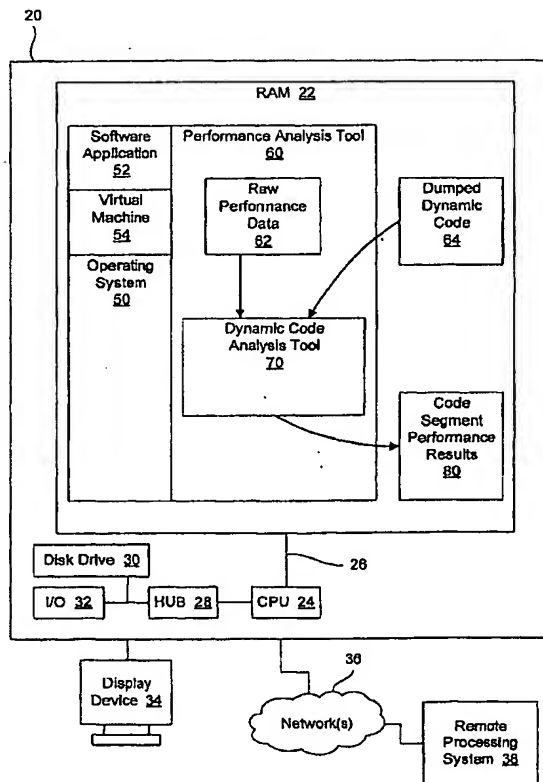 20
RAM 22
Software
Application
52
Virtual
Machine
54
Operating
System
50
Performance Analysis Tool
60
Raw
Performance
Data
62
Dumped
Dynamic
Code
64
Dynamic Code
Analysis Tool
70
Code
Segment
Performance
Results
80
Disk Drive 30
26
I/O 32
HUB 28
CPU 24
Display
Device
34
36
Network(s)
Remote
Processing
System 38